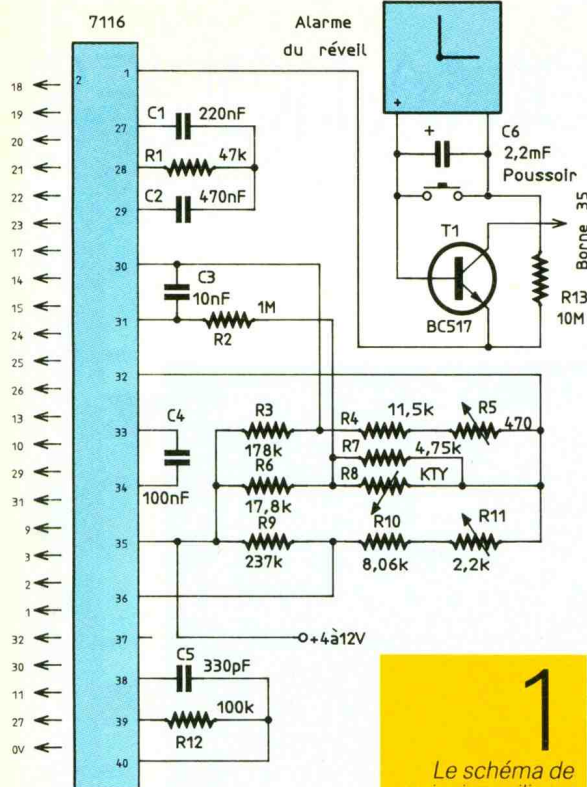 7116
Alarme
du réveil
18
2
1
19
20
21
22
23
17
14
15
24
25
26
13
10
29
31
9
3
2
1
32
30
11
27
0V
27
28
29
30
31
32
33
34
35
36
37
38
39
40
C1
220nF
R1
47k
C2
470nF
C3
10nF
1M
R2
C4
100nF
R3
178k
R4
11,5k
R5
470
R7
4,75k
R6
17,8k
R8
KTY
R9
237k
R10
8,06k
R11
2,2k
+4à12V
C5
330pF
100k
R12
+
+
C6
2,2mF
Poussoir
T1
BC517
Borne 35
R13
10M
1
Le schéma de